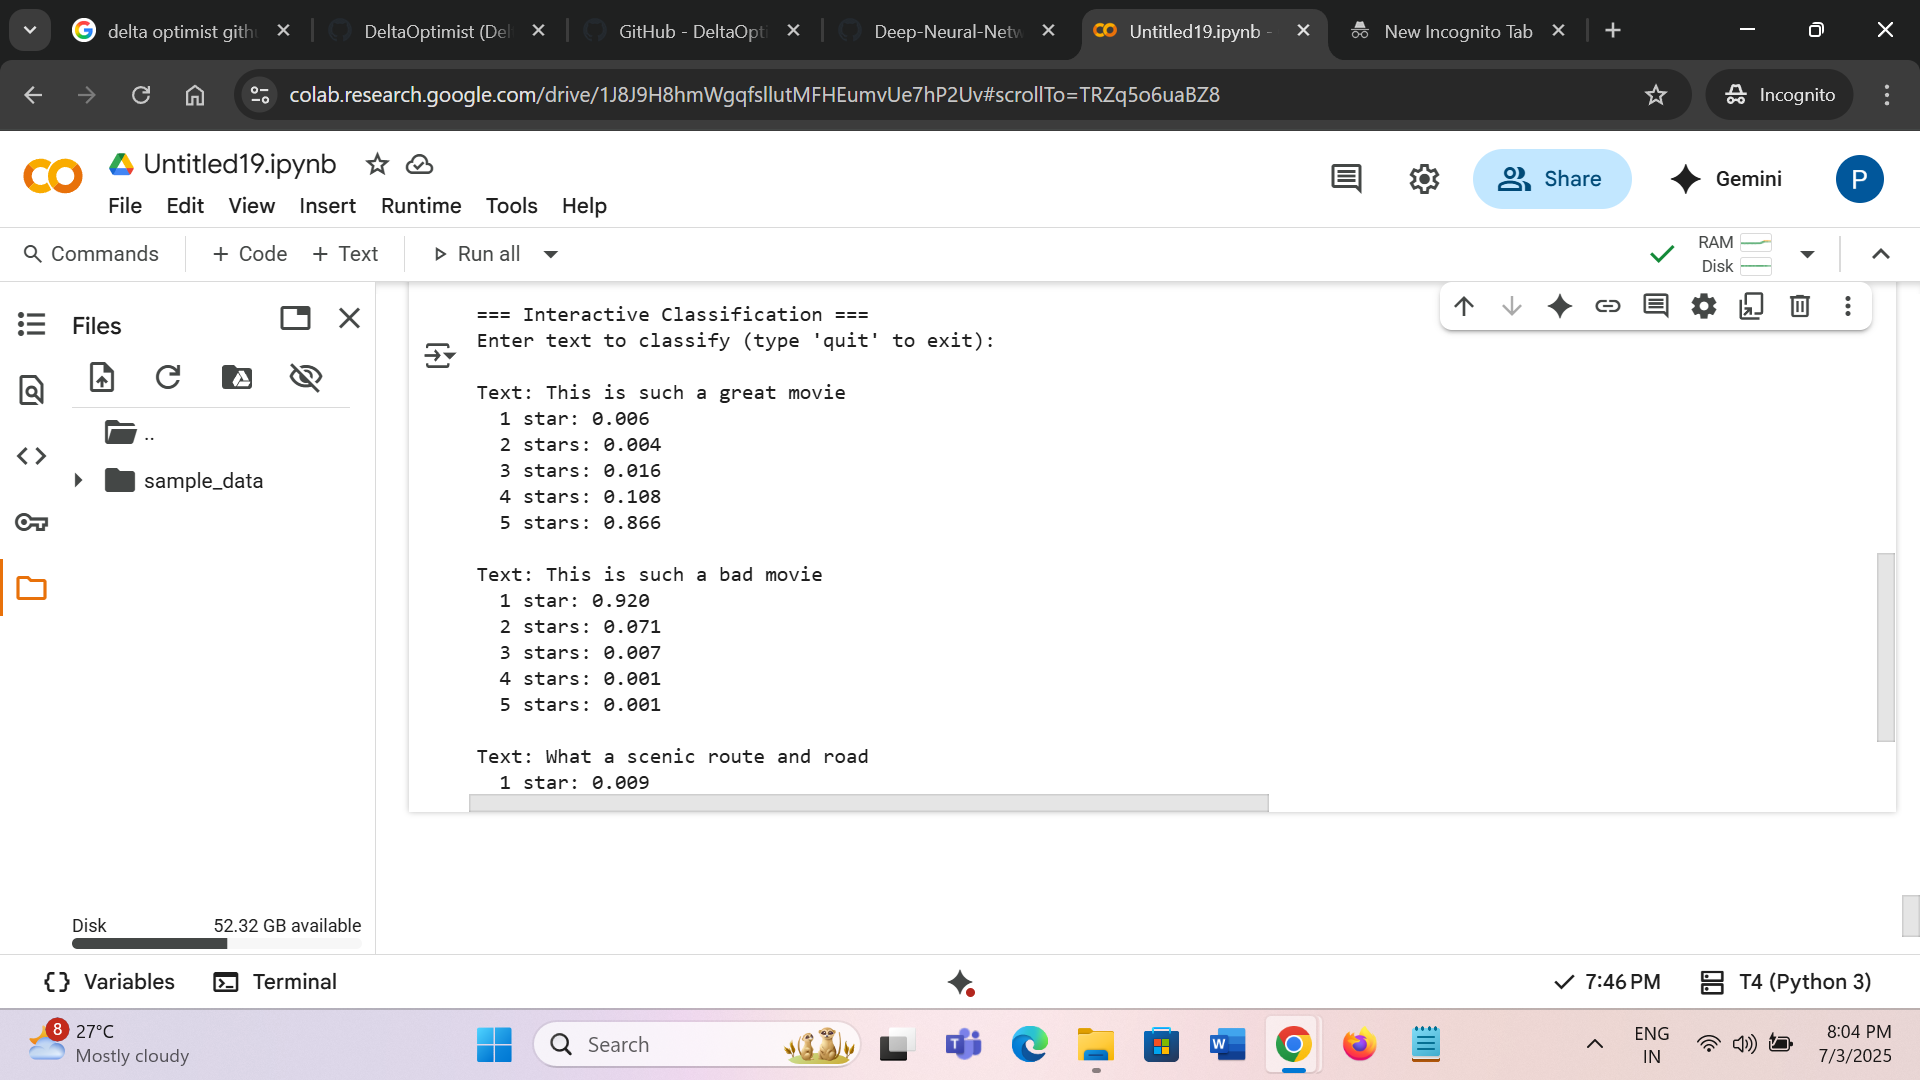 delta optimist gith
DeltaOptimist (Del
GitHub - DeltaOpti
Deep-Neural-Netw
Untitled19.ipynb -
New Incognito Tab
colab.research.google.com/drive/1J8J9H8hmWgqfsllutMFHEumvUe7hP2Uv#scrollTo=TRZq5o6uaBZ8
Incognito
Untitled19.ipynb
File Edit View Insert Runtime Tools Help
Share
Gemini
P
Commands
+ Code + Text
Run all
RAM
Disk
Files
..
sample_data
Disk 52.32 GB available
=== Interactive Classification ===
Enter text to classify (type 'quit' to exit):
Text: This is such a great movie
1 star: 0.006
2 stars: 0.004
3 stars: 0.016
4 stars: 0.108
5 stars: 0.866
Text: This is such a bad movie
1 star: 0.920
2 stars: 0.071
3 stars: 0.007
4 stars: 0.001
5 stars: 0.001
Text: What a scenic route and road
1 star: 0.009
Variables
Terminal
7:46 PM
T4 (Python 3)
8
27°C
Mostly cloudy
Search
ENG
IN
8:04 PM
7/3/2025